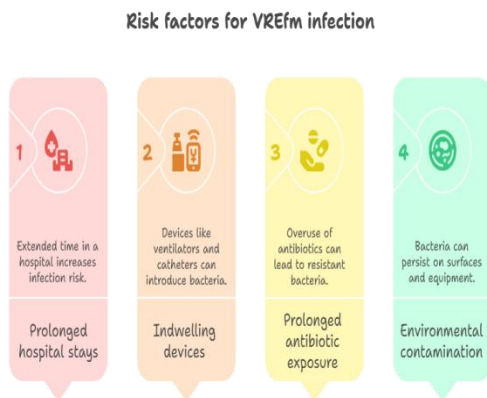 Risk factors for VREfm infection
1
Extended time in a
hospital increases
infection risk.
Prolonged
hospital stays
2
Devices like
ventilators and
catheters can
introduce bacteria.
Indwelling
devices
3
Overuse of
antibiotics can
lead to resistant
bacteria.
Prolonged
antibiotic
exposure
4
Bacteria can
persist on surfaces
and equipment.
Environmental
contamination